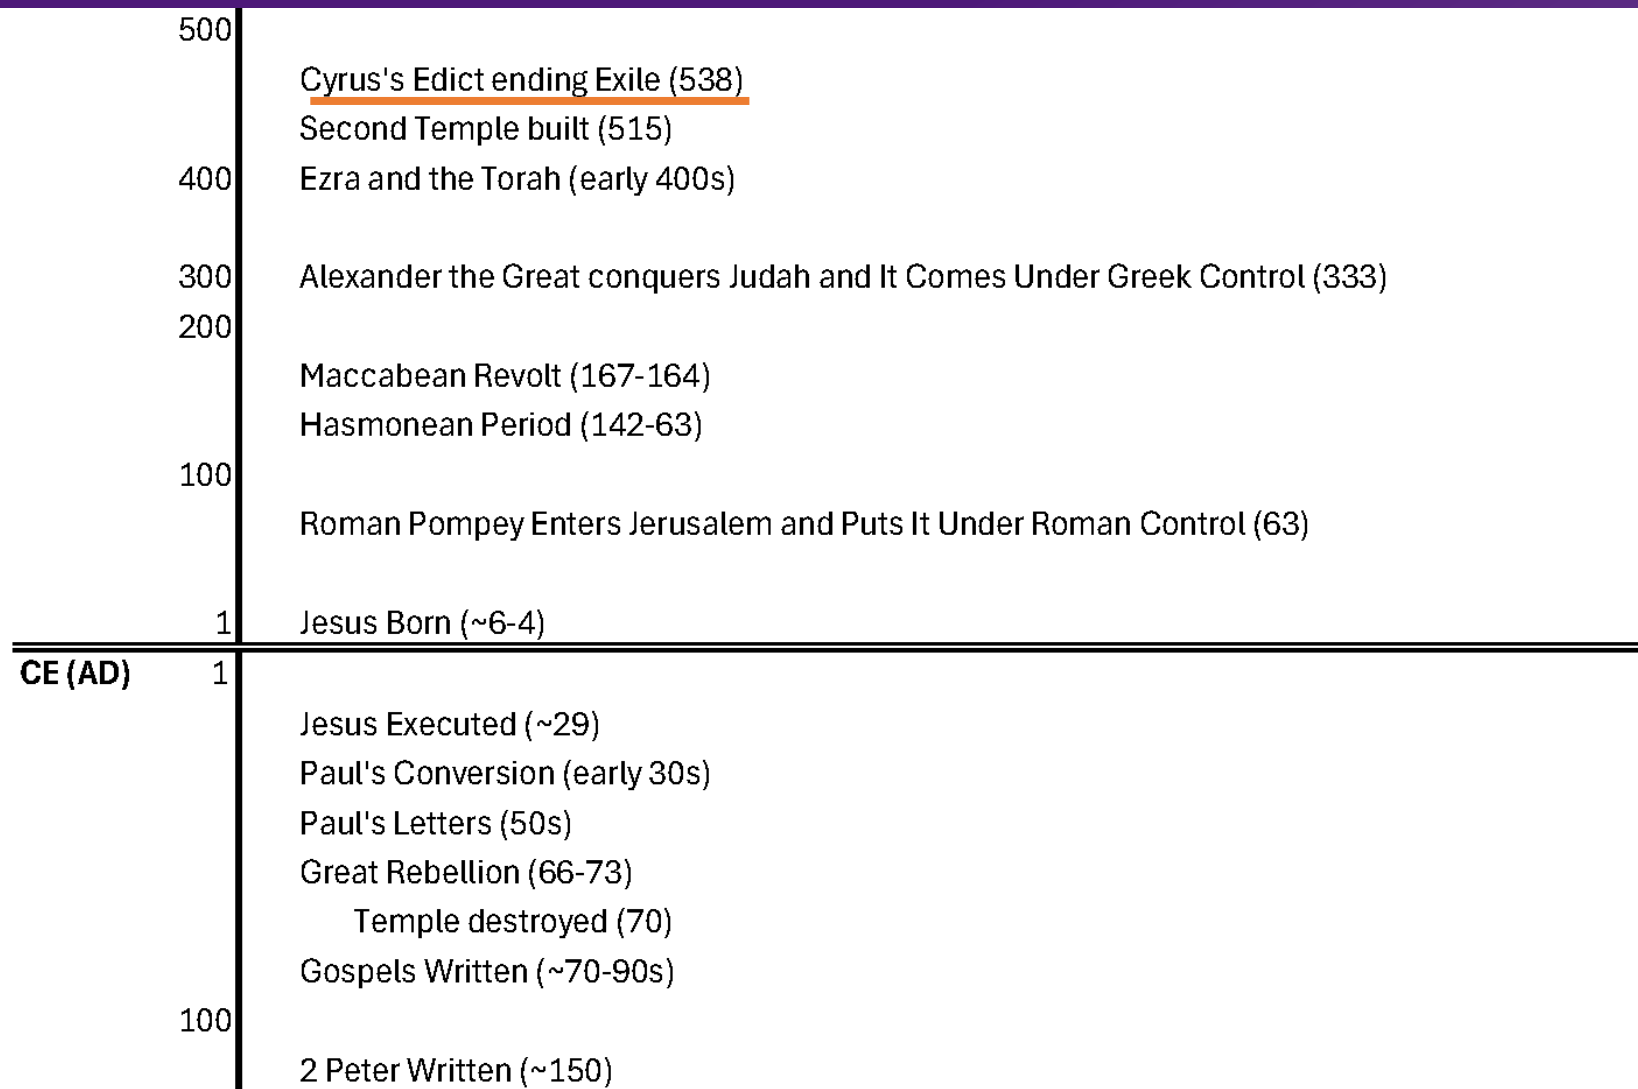 500
Cyrus's Edict ending Exile (538)
Second Temple built (515)
400 Ezra and the Torah (early 400s)
300 Alexander the Great conquers Judah and It Comes Under Greek Control (333)
200
Maccabean Revolt (167-164)
Hasmonean Period (142-63)
100
Roman Pompey Enters Jerusalem and Puts It Under Roman Control (63)
1 Jesus Born (~6-4)
CE (AD) 1
Jesus Executed (~29)
Paul's Conversion (early 30s)
Paul's Letters (50s)
Great Rebellion (66-73)
Temple destroyed (70)
Gospels Written (~70-90s)
100
2 Peter Written (~150)